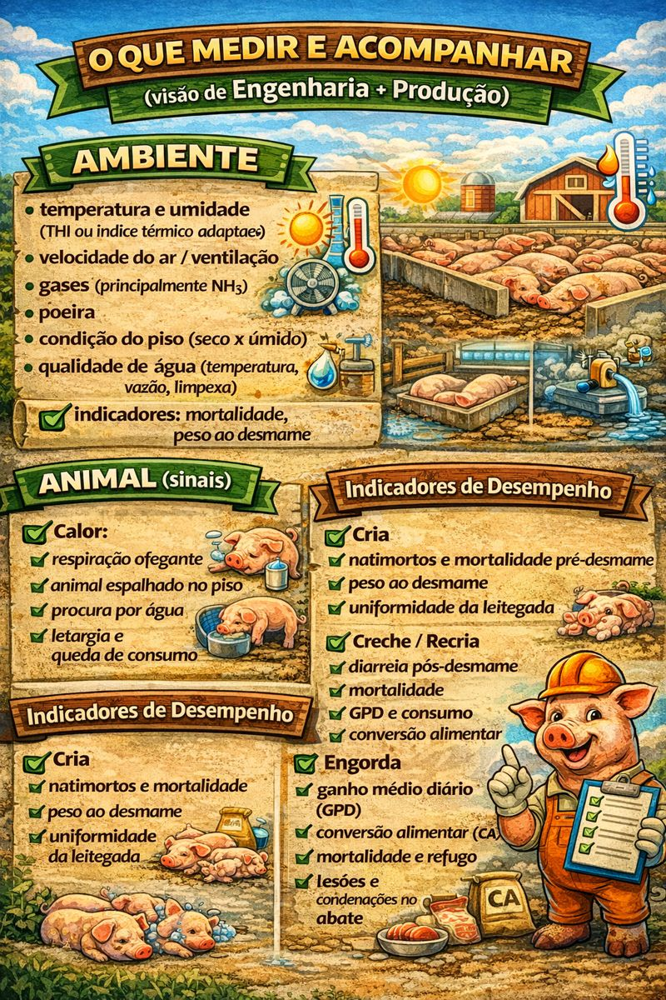 O QUE MEDIR E ACOMPANHAR
(visão de Engenharia + Produção)
AMBIENTE
• temperatura e umidade
(THI ou indice térmico adaptaes)
• velocidade do ar / ventilação
• gases (principalmente NH₃)
• poeira
• condição do piso (seco x úmido)
• qualidade de água (temperatura,
vazão, limpexa)
indicadores: mortalidade,
peso ao desmame
ANIMAL (sinais)
Calor:
respiração ofegante
animal espalhado no piso
procura por água
letargia e
queda de consumo
Indicadores de Desempenho
Cria
natimortos e mortalidade
peso ao desmame
uniformidade
da leitegada
Indicadores de Desempenho
Cria
natimortos e mortalidade pré-desmame
peso ao desmame
uniformidade da leitegada
Creche / Recria
diarreia pós-desmame
mortalidade
GPD e consumo
conversão alimentar
Engorda
ganho médio diário
(GPD)
conversão alimentar (CA)
mortalidade e refugo
lesóes e
condenações no
abate
CA